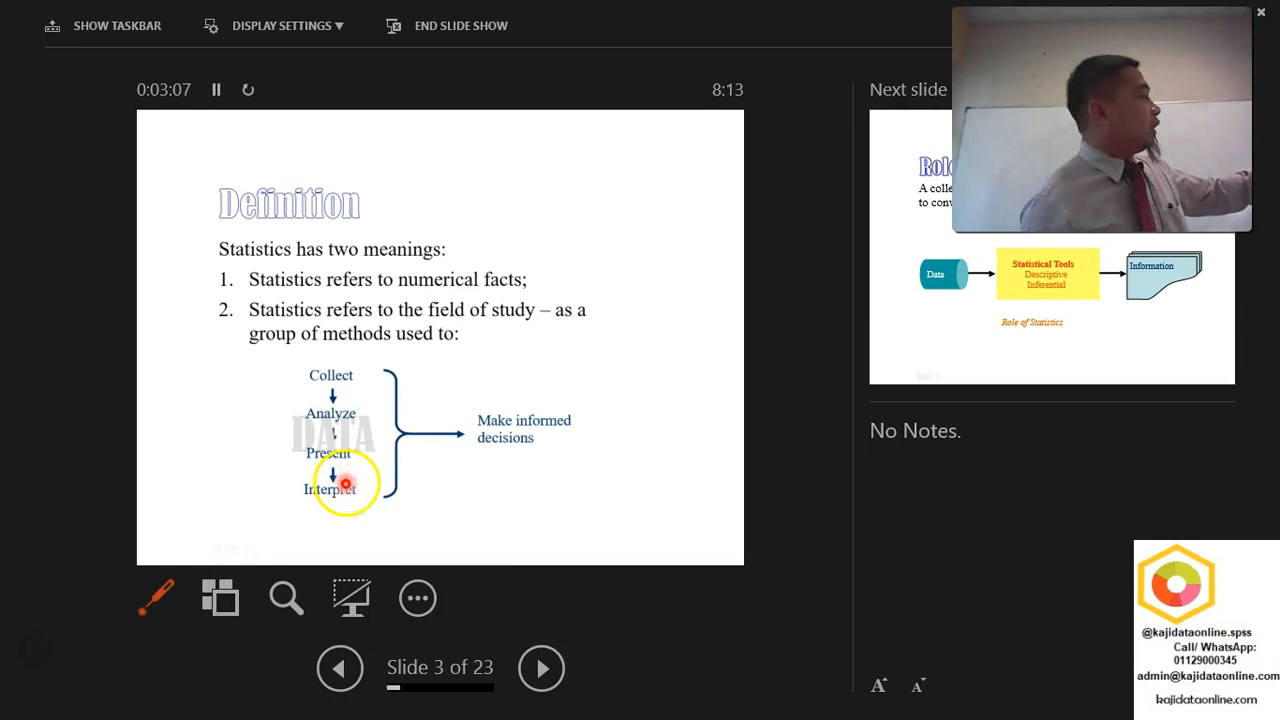 SHOW TASKBAR
DISPLAY SETTINGS ▼
END SLIDE SHOW
0:03:07
8:13
Definition
Statistics has two meanings:
1. Statistics refers to numerical facts;
2. Statistics refers to the field of study – as a
group of methods used to:
DATA
Collect
Analyze
Present
Interpret
Make informed
decisions
Slide 3 of 23
Next slide
A
to
Data
Statistical Tools
Descriptive
Inferential
Information
Role of Statistics
No Notes.
A A
@kajidataonline.spss
Call/ WhatsApp:
01129000345
admin@kajidataonline.com
kajidataonline.com